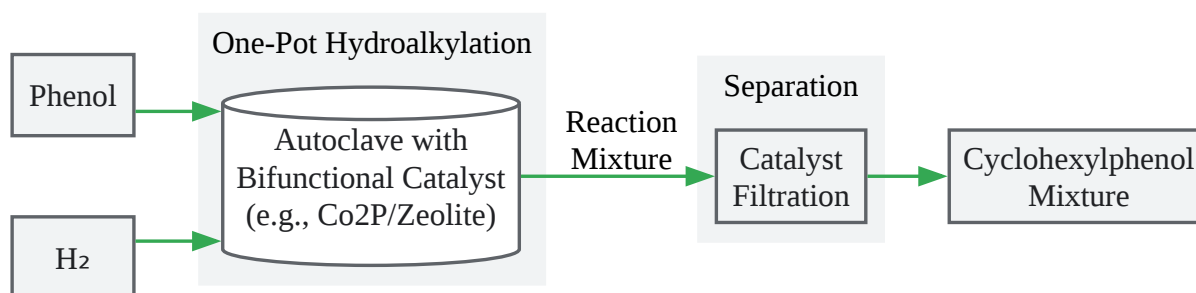 One-Pot Hydroalkylation
Phenol
H₂
Autoclave with
Bifunctional Catalyst
(e.g., Co2P/Zeolite)
Reaction
Mixture
Separation
Catalyst
Filtration
Cyclohexylphenol
Mixture